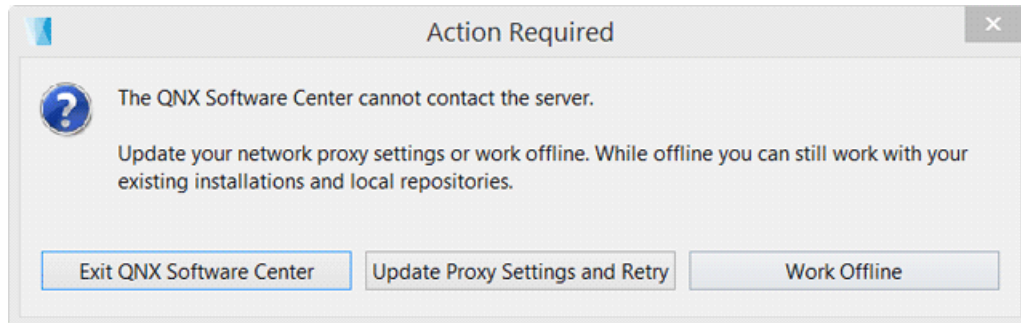 Action Required
The QNX Software Center cannot contact the server.
Update your network proxy settings or work offline. While offline you can still work with your
existing installations and local repositories.
Exit QNX Software Center
Update Proxy Settings and Retry
Work Offline